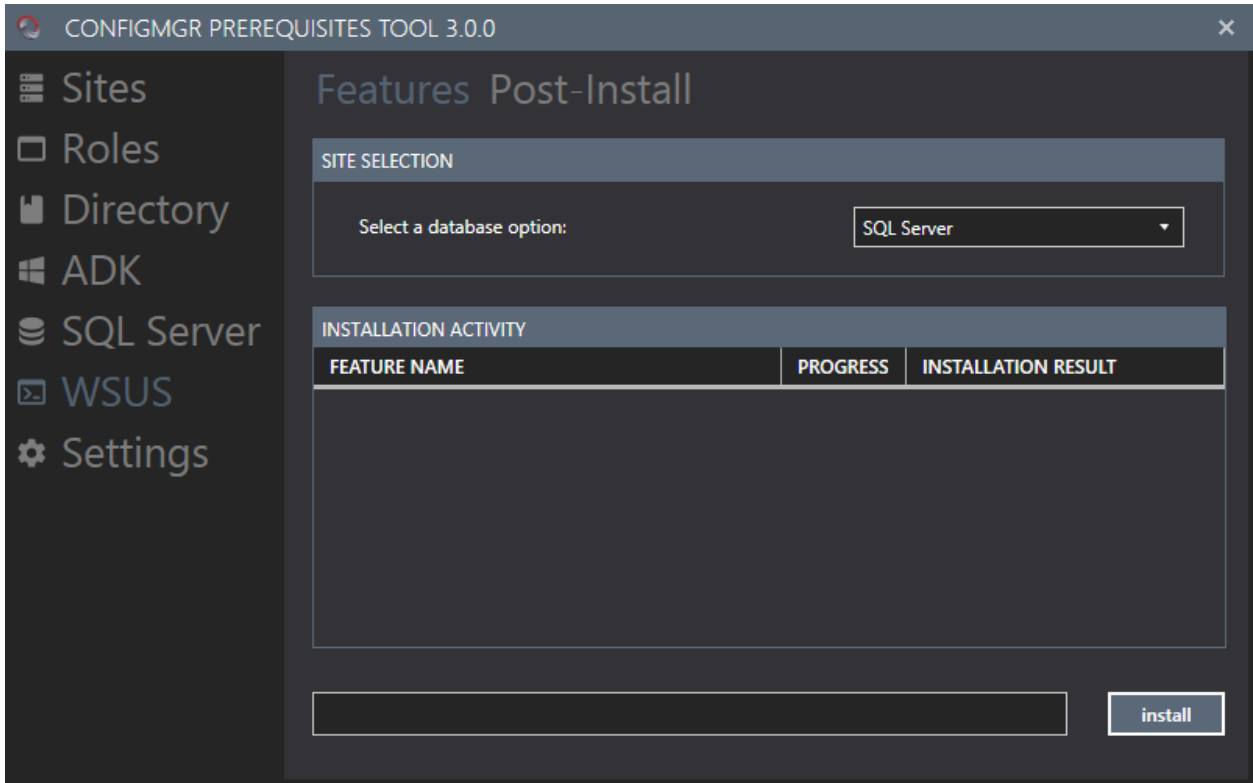 CONFIGMGR PREREQUISITES TOOL 3.0.0
Sites
Roles
Directory
ADK
SQL Server
WSUS
Settings
Features Post-Install
SITE SELECTION
Select a database option: SQL Server
INSTALLATION ACTIVITY
FEATURE NAME PROGRESS INSTALLATION RESULT
install